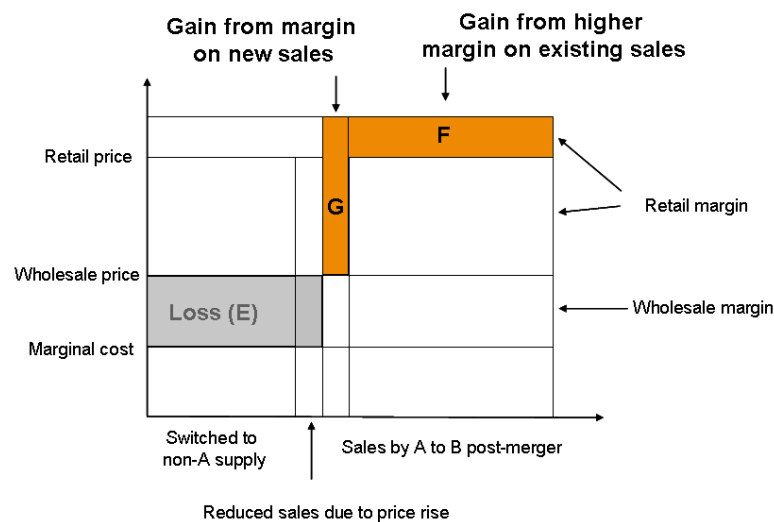 Gain from margin
on new sales
Gain from higher
margin on existing sales
Retail price
F
G
Retail margin
Wholesale price
Loss (E)
Wholesale margin
Marginal cost
Switched to
non-A supply
Sales by A to B post-merger
Reduced sales due to price rise